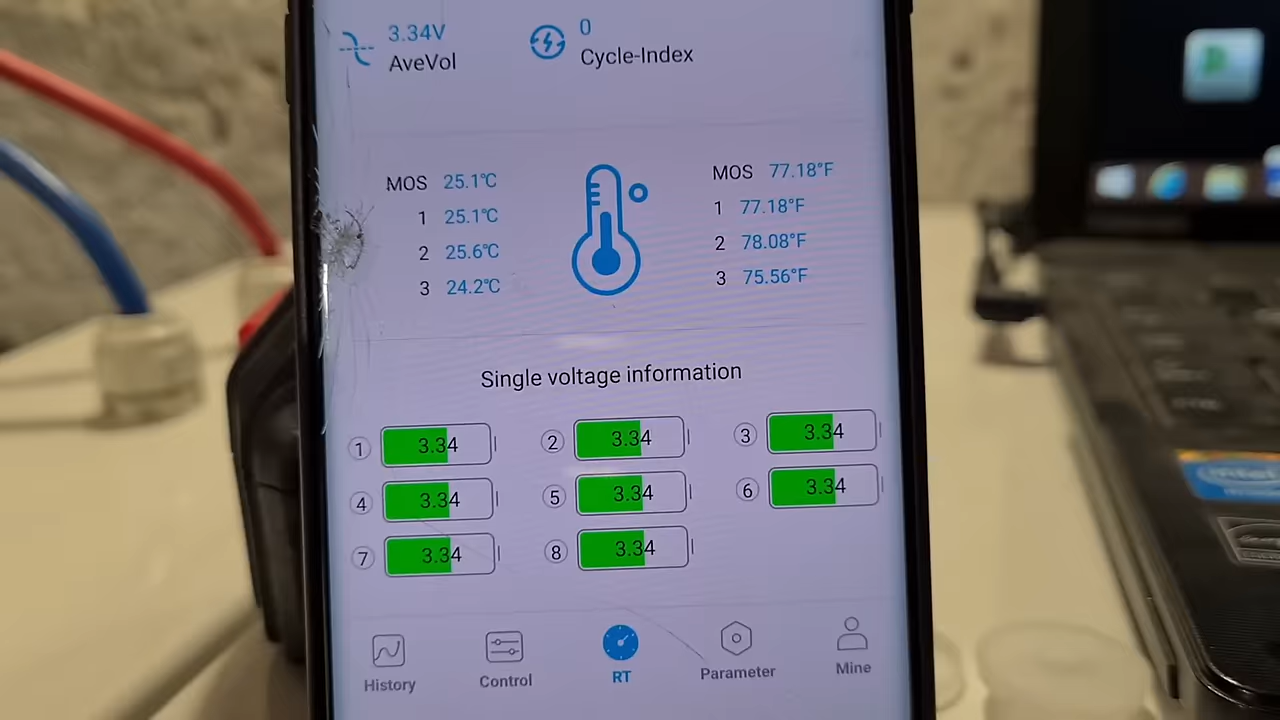 3.34V
AveVol
0
Cycle-Index
MOS 25.1°C
1 25.1°C
2 25.6°C
3 24.2°C
MOS 77.18°F
1 77.18°F
2 78.08°F
3 75.56°F
Single voltage information
1 3.34
2 3.34
3 3.34
4 3.34
5 3.34
6 3.34
7 3.34
8 3.34
History
Control
RT
Parameter
Mine
intel